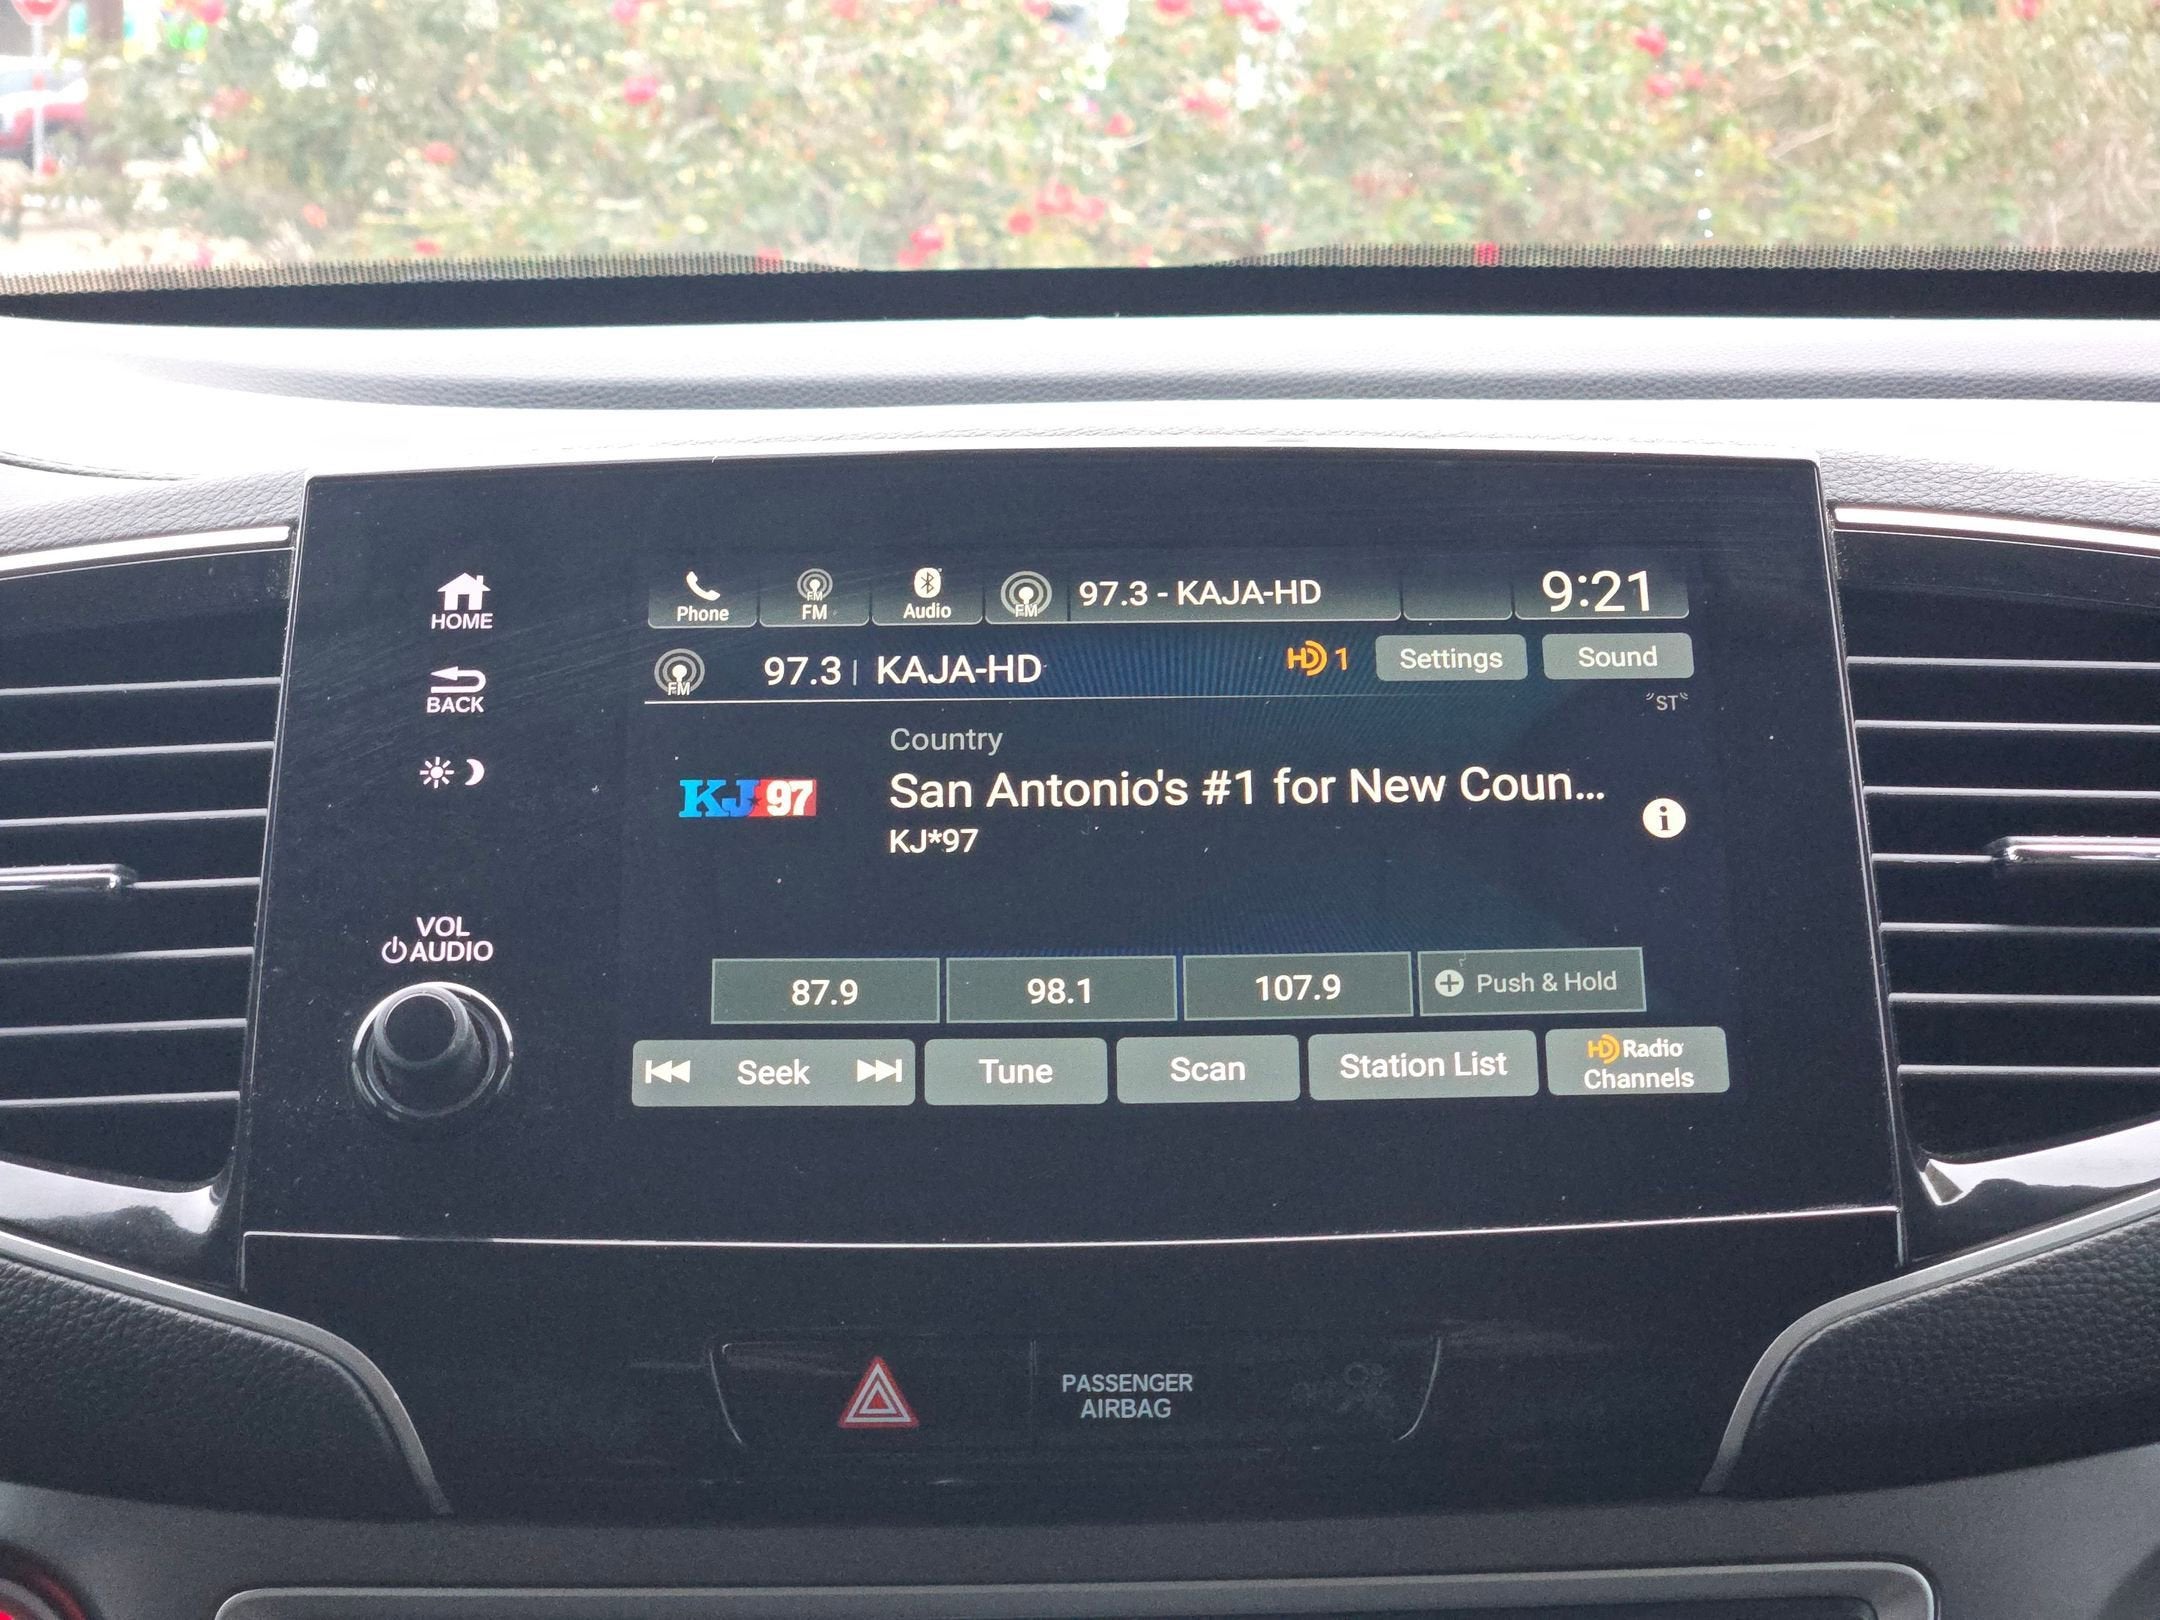 HOME
BACK
VOL
AUDIO
Phone
FM
FM
Audio
FM
97.3 - KAJA-HD
9:21
FM
97.3 | KAJA-HD
HD 1
Settings
Sound
ST
Country
KJ 97
San Antonio's #1 for New Coun...
KJ*97
i
87.9
98.1
107.9
Push & Hold
Seek
Tune
Scan
Station List
HD Radio
Channels
PASSENGER
AIRBAG